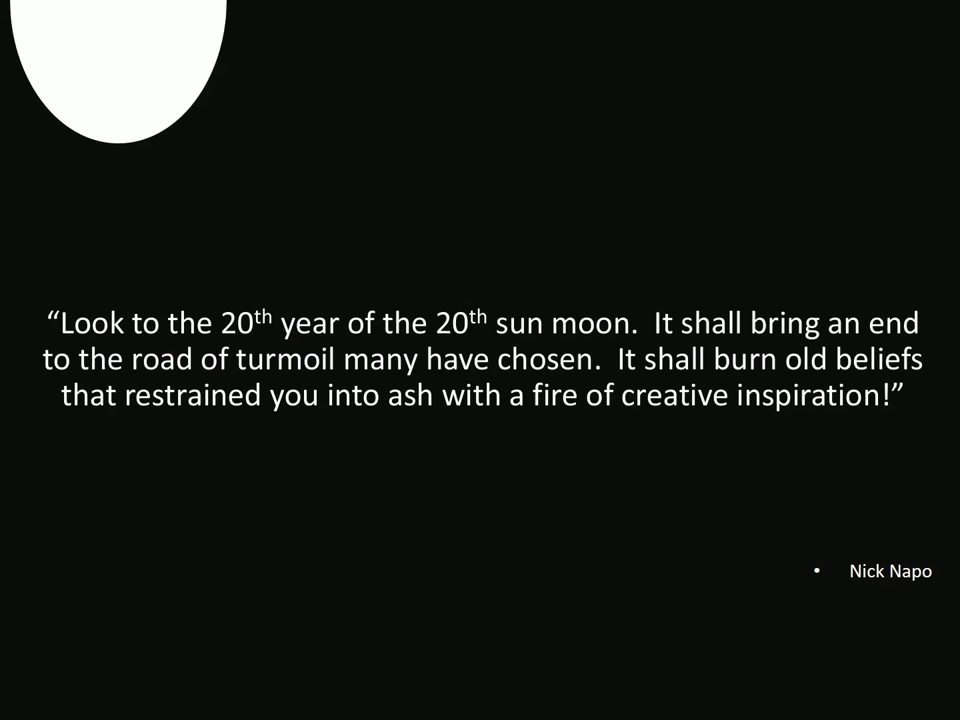 “Look to the 20th year of the 20th sun moon.  It shall bring an end
to the road of turmoil many have chosen.  It shall burn old beliefs
that restrained you into ash with a fire of creative inspiration!”
• Nick Napo